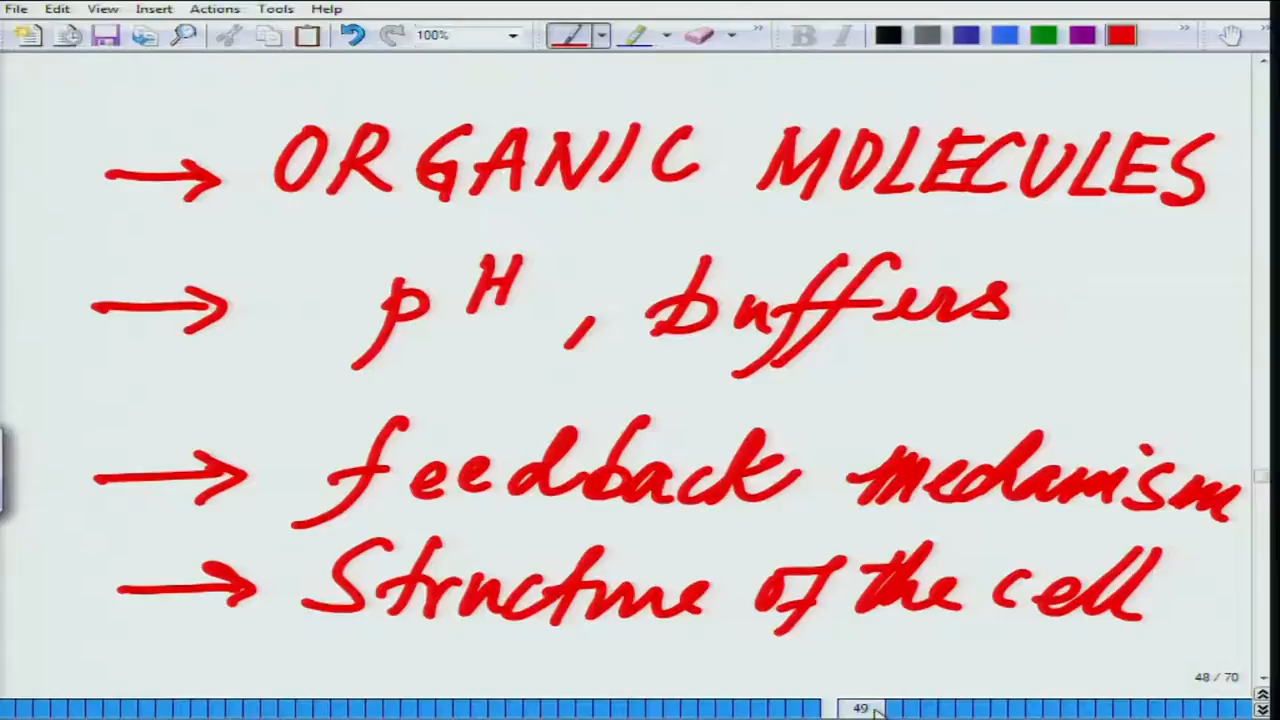 File Edit View Insert Actions Tools Help
100% B I
→ ORGANIC MOLECULES
→ pH, buffers
→ feedback mechanism
→ Structure of the cell
48 / 70
49